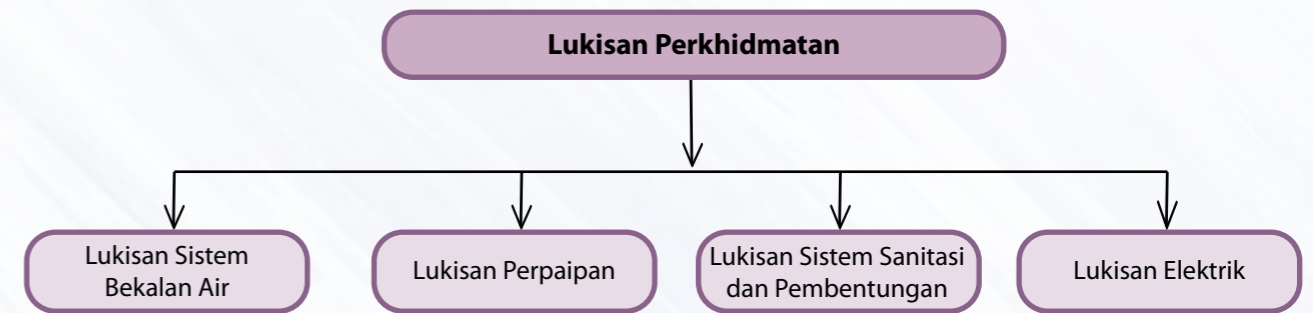 Lukisan Perkhidmatan
Lukisan Sistem
Bekalan Air
Lukisan Perpaipan
Lukisan Sistem Sanitasi
dan Pembentungan
Lukisan Elektrik